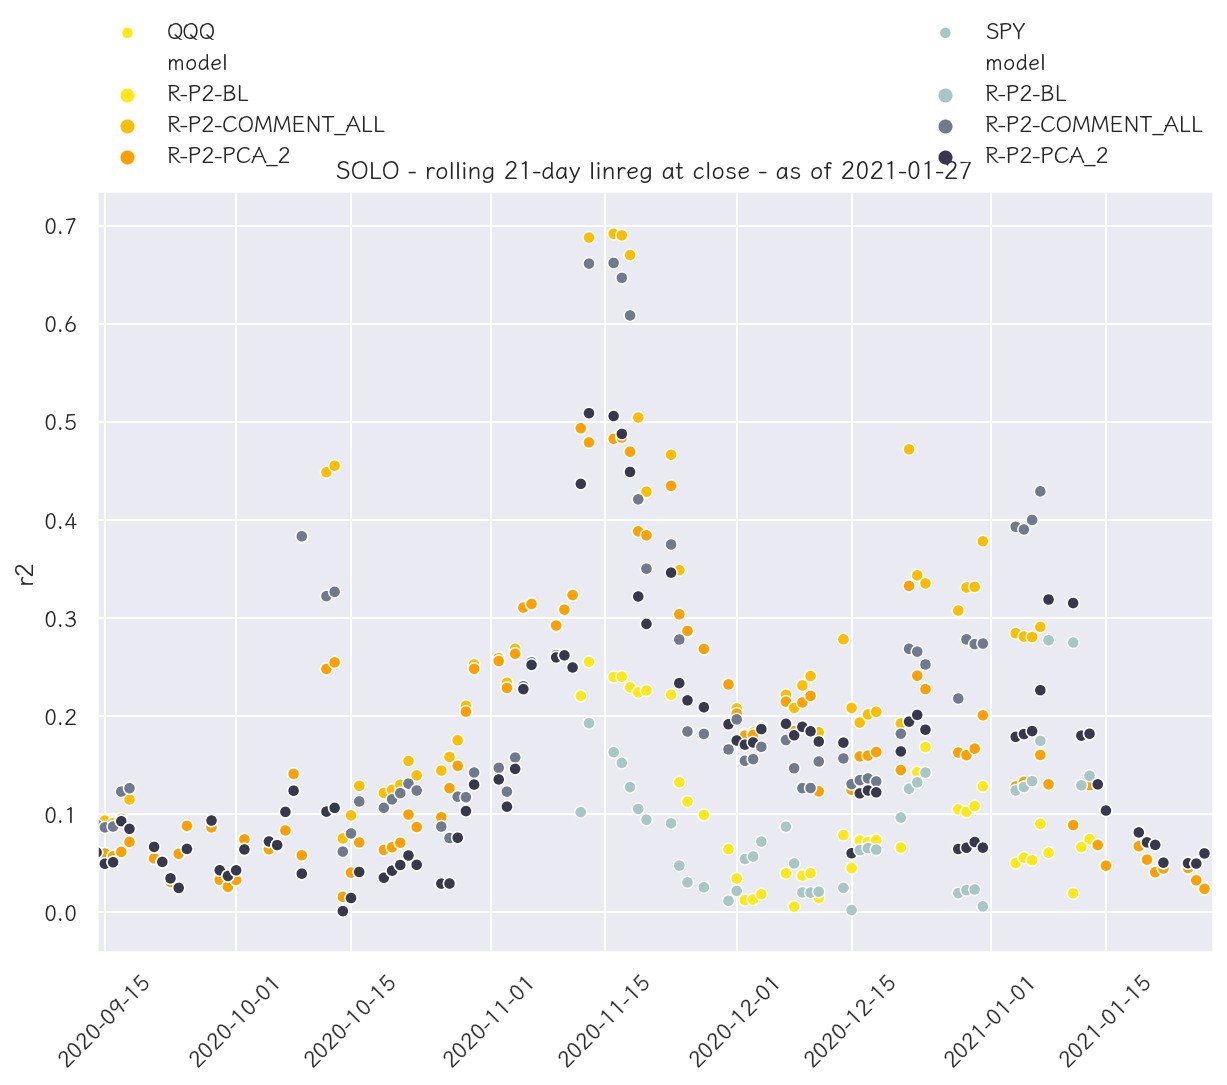 QQQ
model
R-P2-BL
R-P2-COMMENT_ALL
R-P2-PCA_2
SPY
model
R-P2-BL
R-P2-COMMENT_ALL
R-P2-PCA_2
SOLO - rolling 21-day linreg at close - as of 2021-01-27
r2
0.7
0.6
0.5
0.4
0.3
0.2
0.1
0.0
2020-09-15
2020-10-01
2020-10-15
2020-11-01
2020-11-15
2020-12-01
2020-12-15
2021-01-01
2021-01-15